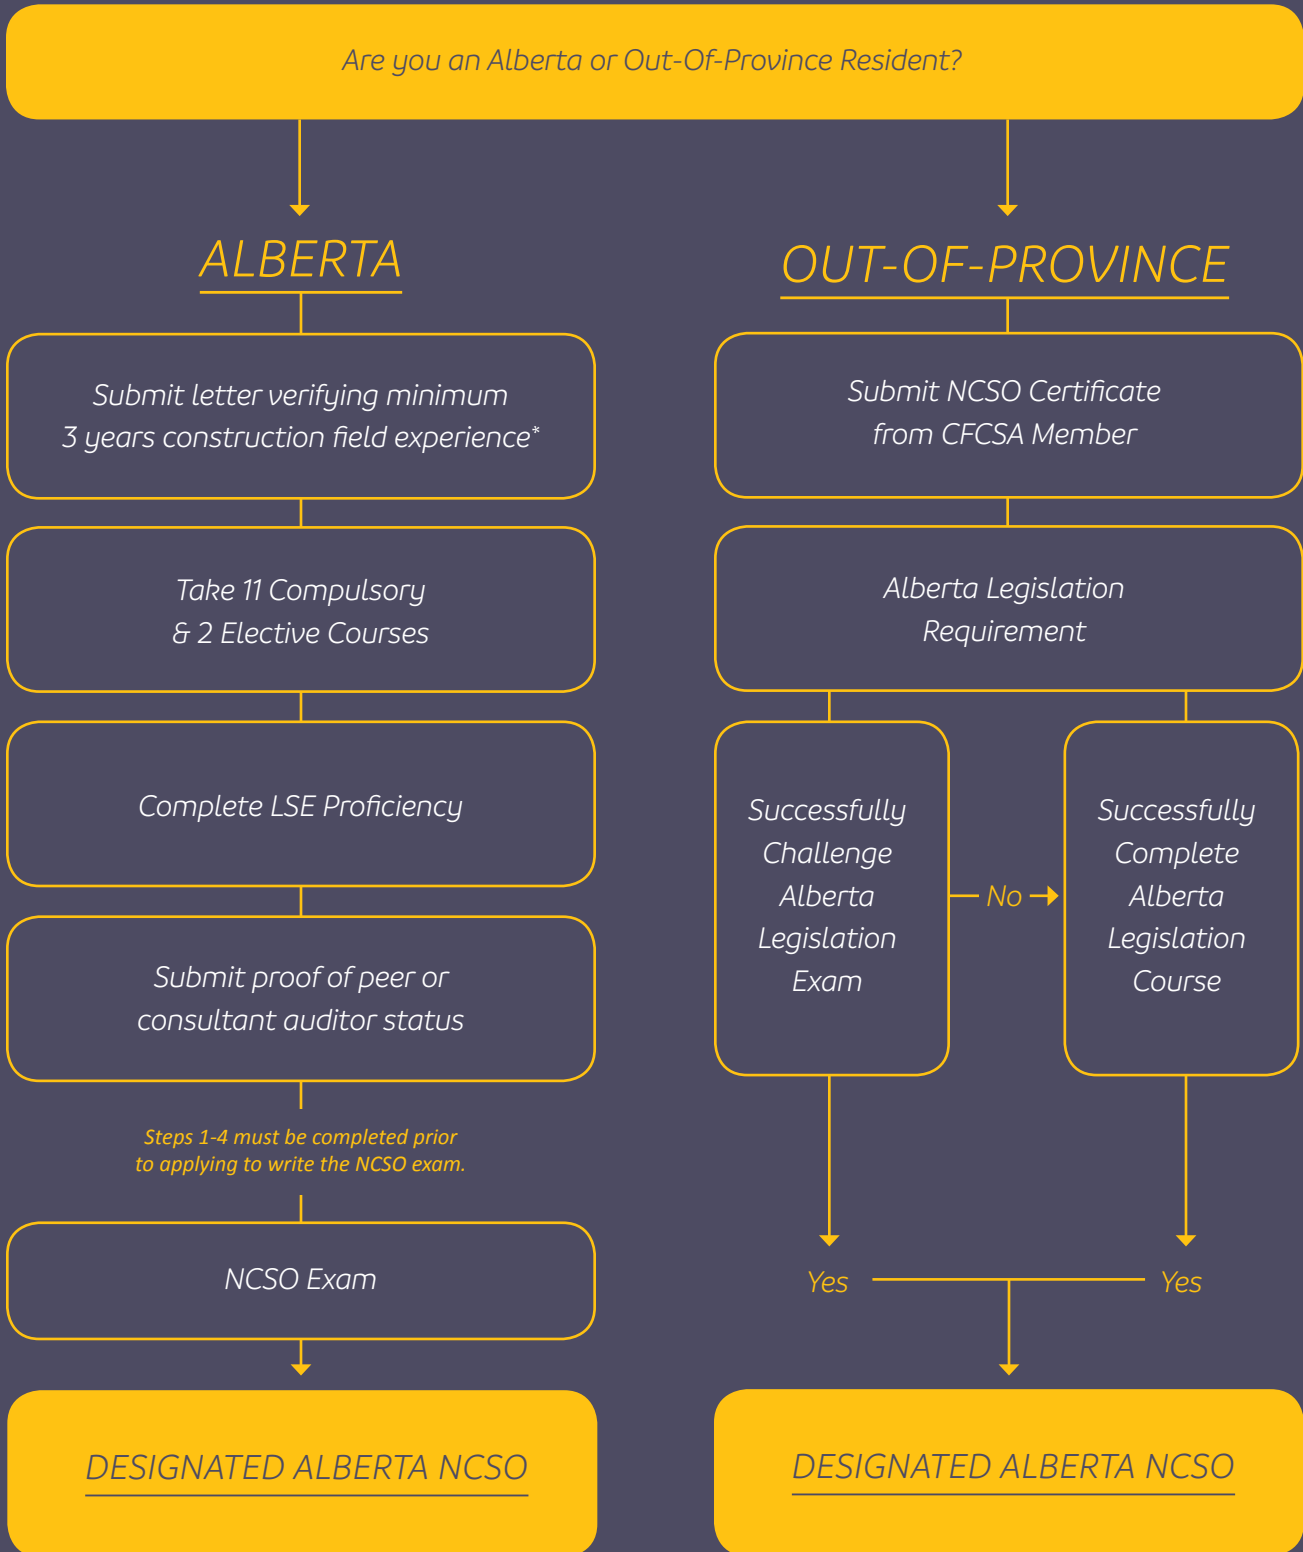 Are you an Alberta or Out-Of-Province Resident?
ALBERTA
Submit letter verifying minimum
3 years construction field experience*
Take 11 Compulsory
& 2 Elective Courses
Complete LSE Proficiency
Submit proof of peer or
consultant auditor status
Steps 1-4 must be completed prior
to applying to write the NCSO exam.
NCSO Exam
DESIGNATED ALBERTA NCSO
OUT-OF-PROVINCE
Submit NCSO Certificate
from CFCSA Member
Alberta Legislation
Requirement
Successfully
Challenge
Alberta
Legislation
Exam
No
Successfully
Complete
Alberta
Legislation
Course
Yes
Yes
DESIGNATED ALBERTA NCSO